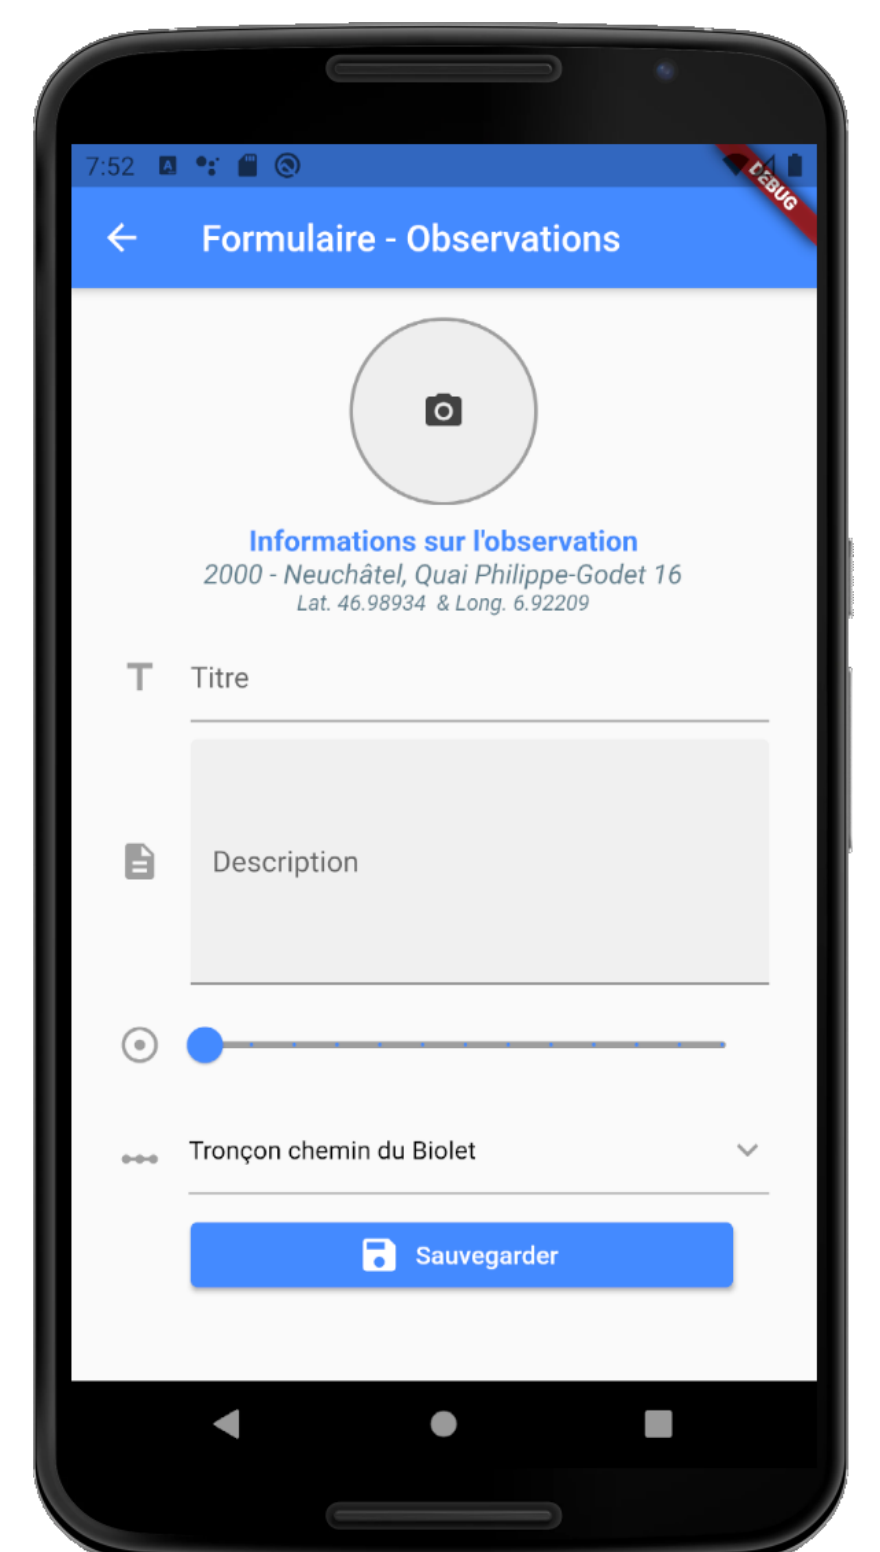 7:52
DEBUG
Formulaire - Observations
Informations sur l'observation
2000 - Neuchâtel, Quai Philippe-Godet 16
Lat. 46.98934 & Long. 6.92209
Titre
Description
Tronçon chemin du Biolet
Sauvegarder